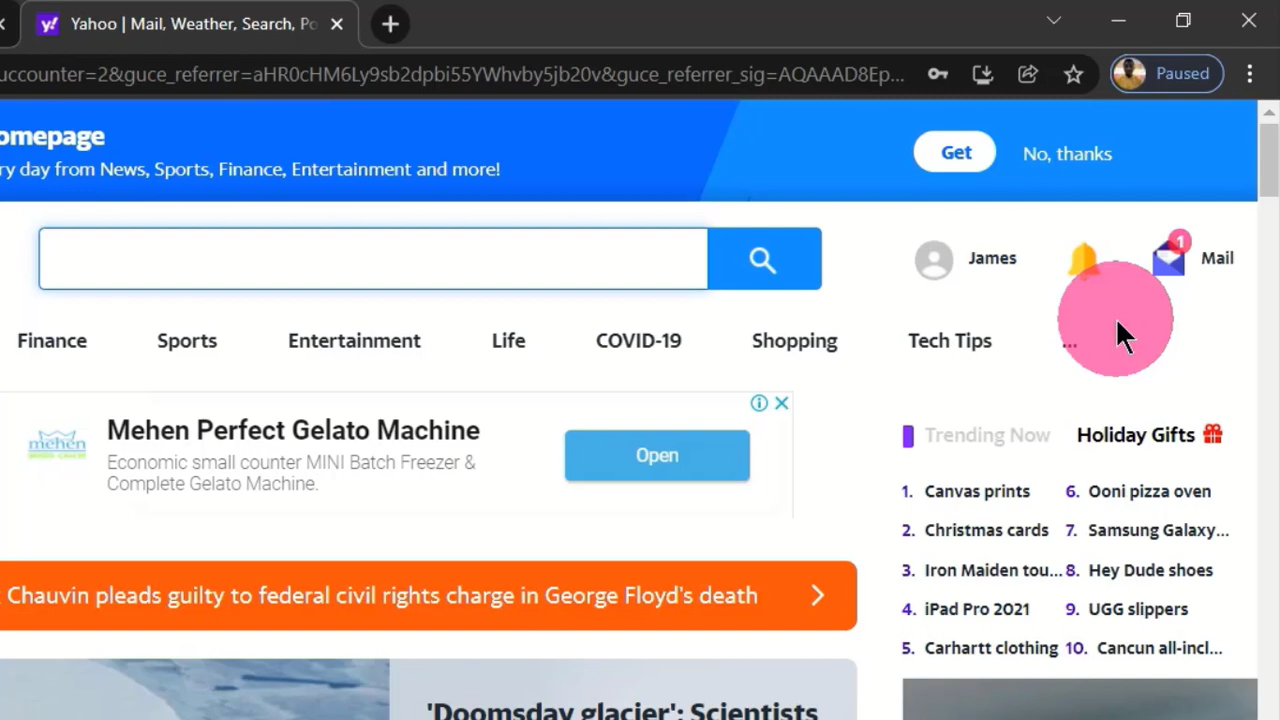 Yahoo | Mail, Weather, Search, Po
uccounter=2&guce_referrer=aHR0cHM6Ly9sb2dpbi55YWhvby5jb20v&guce_referrer_sig=AQAAAD8Ep...
Paused
omepage
ry day from News, Sports, Finance, Entertainment and more!
Get
No, thanks
James
1
Mail
Finance
Sports
Entertainment
Life
COVID-19
Shopping
Tech Tips
...
mehen
Mehen Perfect Gelato Machine
Economic small counter MINI Batch Freezer &
Complete Gelato Machine.
Open
Trending Now
Holiday Gifts
1. Canvas prints
2. Christmas cards
3. Iron Maiden tou...
4. iPad Pro 2021
5. Carhartt clothing
6. Ooni pizza oven
7. Samsung Galaxy...
8. Hey Dude shoes
9. UGG slippers
10. Cancun all-incl...
Chauvin pleads guilty to federal civil rights charge in George Floyd's death
'Doomsday glacier': Scientists